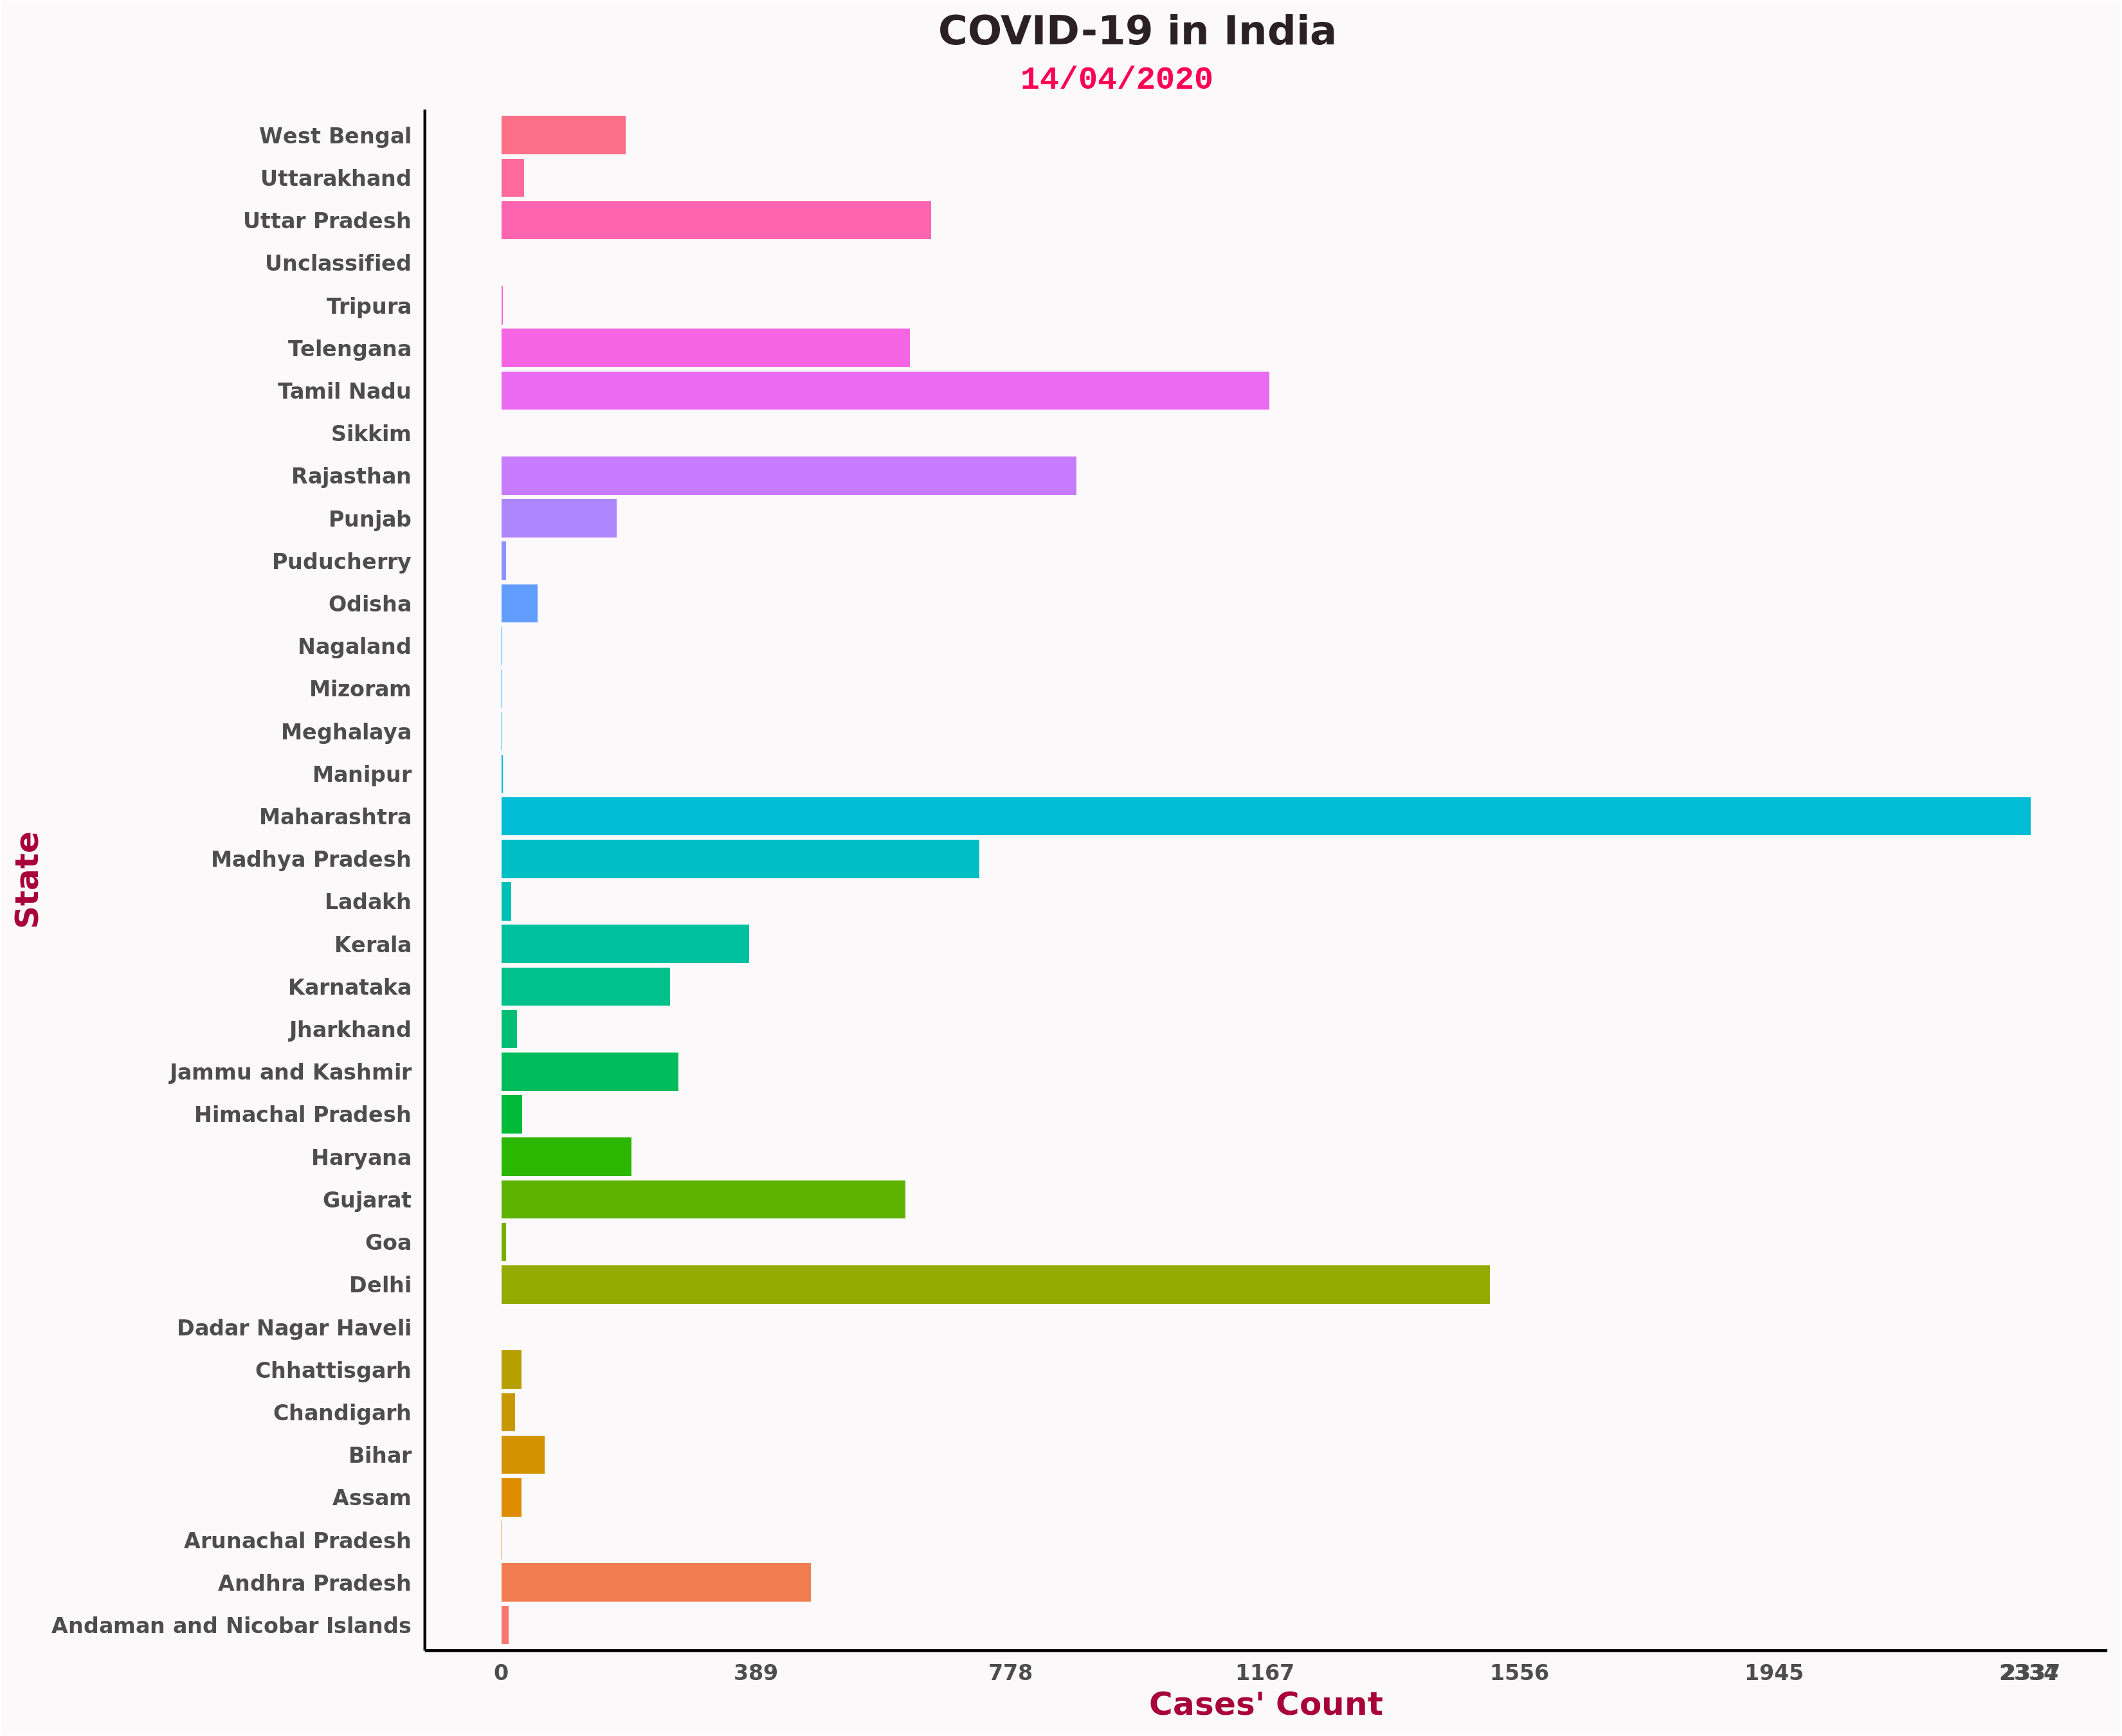 COVID-19 in India
14/04/2020
West Bengal
Uttarakhand
Uttar Pradesh
Unclassified
Tripura
Telengana
Tamil Nadu
Sikkim
Rajasthan
Punjab
Puducherry
Odisha
Nagaland
Mizoram
Meghalaya
Manipur
Maharashtra
Madhya Pradesh
Ladakh
Kerala
Karnataka
Jharkhand
Jammu and Kashmir
Himachal Pradesh
Haryana
Gujarat
Goa
Delhi
Dadar Nagar Haveli
Chhattisgarh
Chandigarh
Bihar
Assam
Arunachal Pradesh
Andhra Pradesh
Andaman and Nicobar Islands
State
0 389 778 1167 1556 1945 2334 2337
Cases' Count